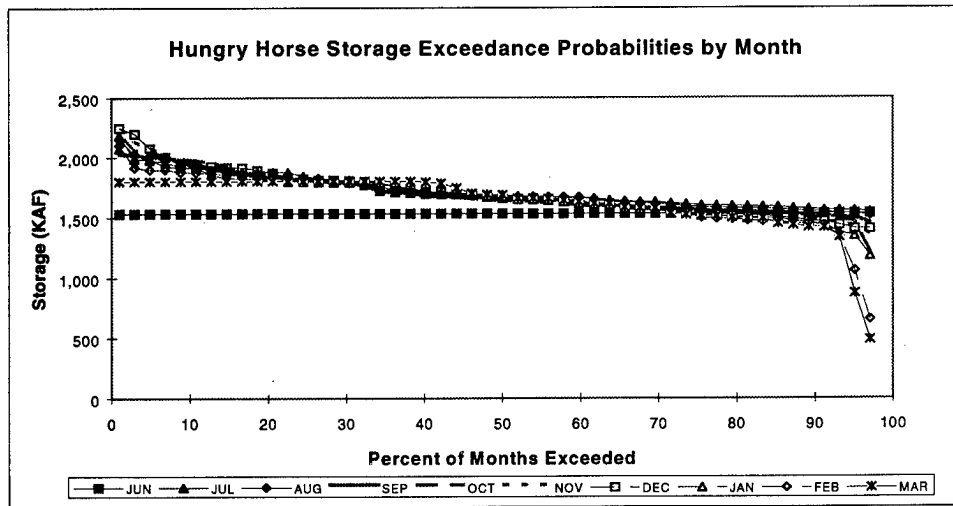 Hungry Horse Storage Exceedance Probabilities by Month
Storage (KAF)
2,500
2,000
1,500
1,000
500
0
0 10 20 30 40 50 60 70 80 90 100
Percent of Months Exceeded
JUN JUL AUG SEP OCT NOV DEC JAN FEB MAR